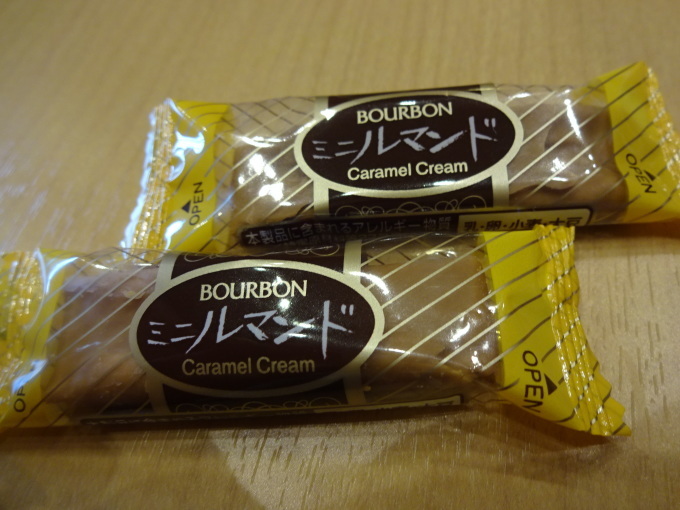 BOURBON
ミニルマンド
Caramel Cream
OPEN
OPEN
本製品に含まれるアレルギー物質 乳・卵・小麦・大豆
BOURBON
ミニルマンド
Caramel Cream
OPEN